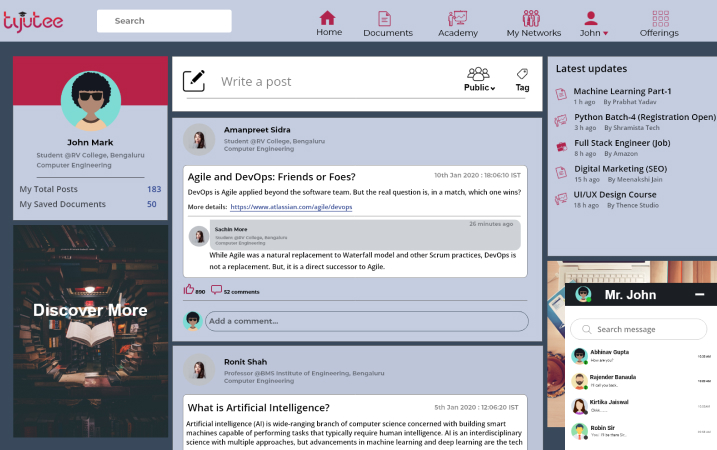 tyutee
Search
Home
Documents
Academy
My Networks
John
Offerings
John Mark
Student @RV College, Bengaluru
Computer Engineering
My Total Posts 183
My Saved Documents 50
Discover More
Write a post
Public
Tag
Amanpreet Sidra
Student @RV College, Bengaluru
Computer Engineering
Agile and DevOps: Friends or Foes?
10th Jan 2020 : 18:06:10 IST
DevOps is Agile applied beyond the software team. But the real question is, in a match, which one wins?
More details: https://www.atlassian.com/agile/devops
26 minutes ago
Sachin More
Student @RV College, Bengaluru
Computer Engineering
While Agile was a natural replacement to Waterfall model and other Scrum practices, DevOps is
not a replacement. But, it is a direct successor to Agile.
890
52 comments
Add a comment...
Ronit Shah
Professor @BHS Institute of Engineering, Bengaluru
Computer Engineering
What is Artificial Intelligence?
5th Jan 2020 : 12:06:20 IST
Artificial intelligence (AI) is wide-ranging branch of computer science concerned with building smart
machines capable of performing tasks that typically require human intelligence. AI is an interdisciplinary
science with multiple approaches, but advancements in machine learning and deep learning are the tech
Latest updates
Machine Learning Part-1
1 h ago By Prabhat Yadav
Python Batch-4 (Registration Open)
3 h ago By Shramista Tech
Full Stack Engineer (Job)
8 h ago By Amazon
Digital Marketing (SEO)
15 h ago By Meenakshi Jain
UI/UX Design Course
18 h ago By Thence Studio
Mr. John
Search message
Abhinav Gupta
How are you?
Rajender Banaula
I'll call you back..
Kirtika Jaiswal
Robin Sir